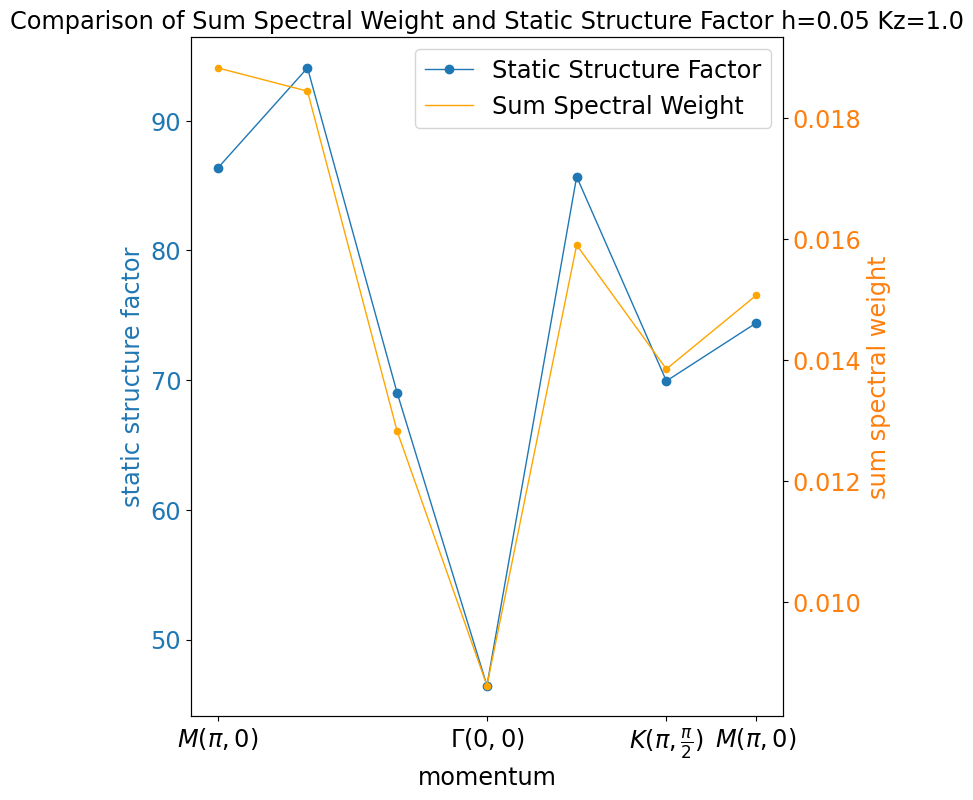 Comparison of Sum Spectral Weight and Static Structure Factor h=0.05 Kz=1.0
Static Structure Factor
Sum Spectral Weight
static structure factor
90
80
70
60
50
0.018
0.016
0.014
0.012
0.010
sum spectral weight
M(π, 0) Γ(0, 0) K(π, π/2) M(π, 0)
momentum